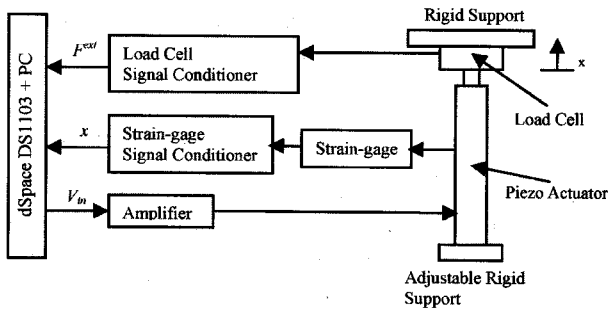 Rigid Support
F^ext
Load Cell
Signal Conditioner
x
Load Cell
dSpace DS1103 + PC
x
Strain-gage
Signal Conditioner
Strain-gage
Piezo Actuator
V_in
Amplifier
Adjustable Rigid
Support